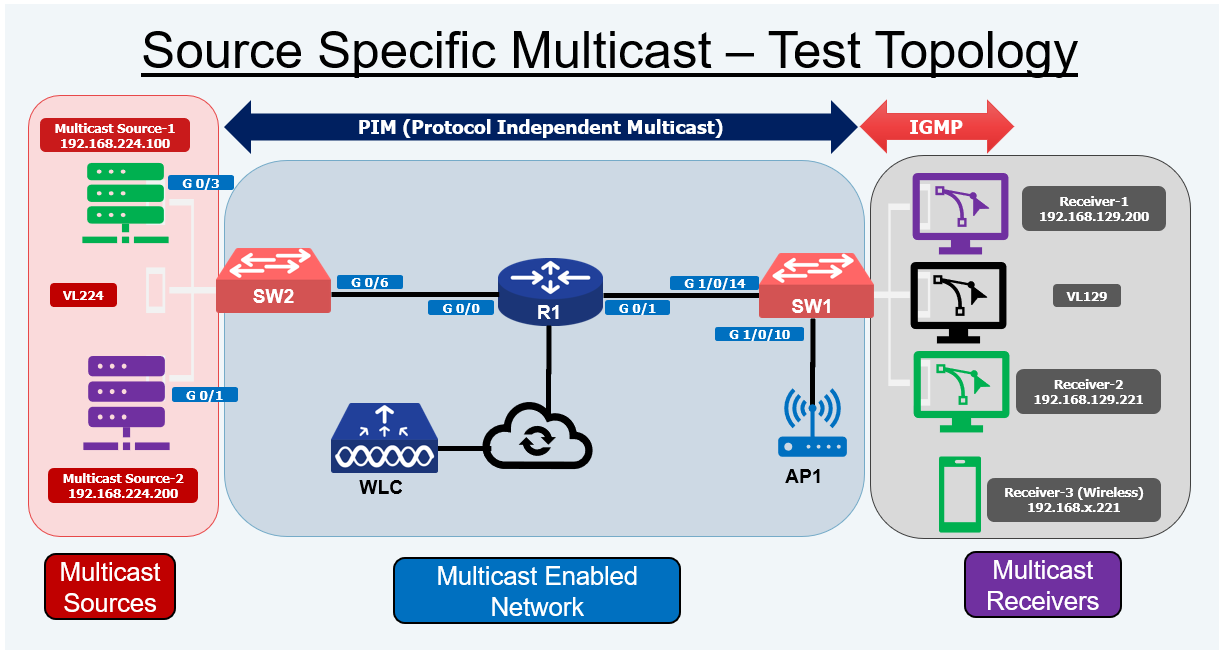 Source Specific Multicast – Test Topology
PIM (Protocol Independent Multicast)
IGMP
Multicast Source-1
192.168.224.100
G 0/3
VL224
G 0/1
Multicast Source-2
192.168.224.200
SW2
G 0/6
G 0/0
R1
G 0/1
G 1/0/14
SW1
G 1/0/10
WLC
AP1
Receiver-1
192.168.129.200
VL129
Receiver-2
192.168.129.221
Receiver-3 (Wireless)
192.168.x.221
Multicast
Sources
Multicast Enabled
Network
Multicast
Receivers